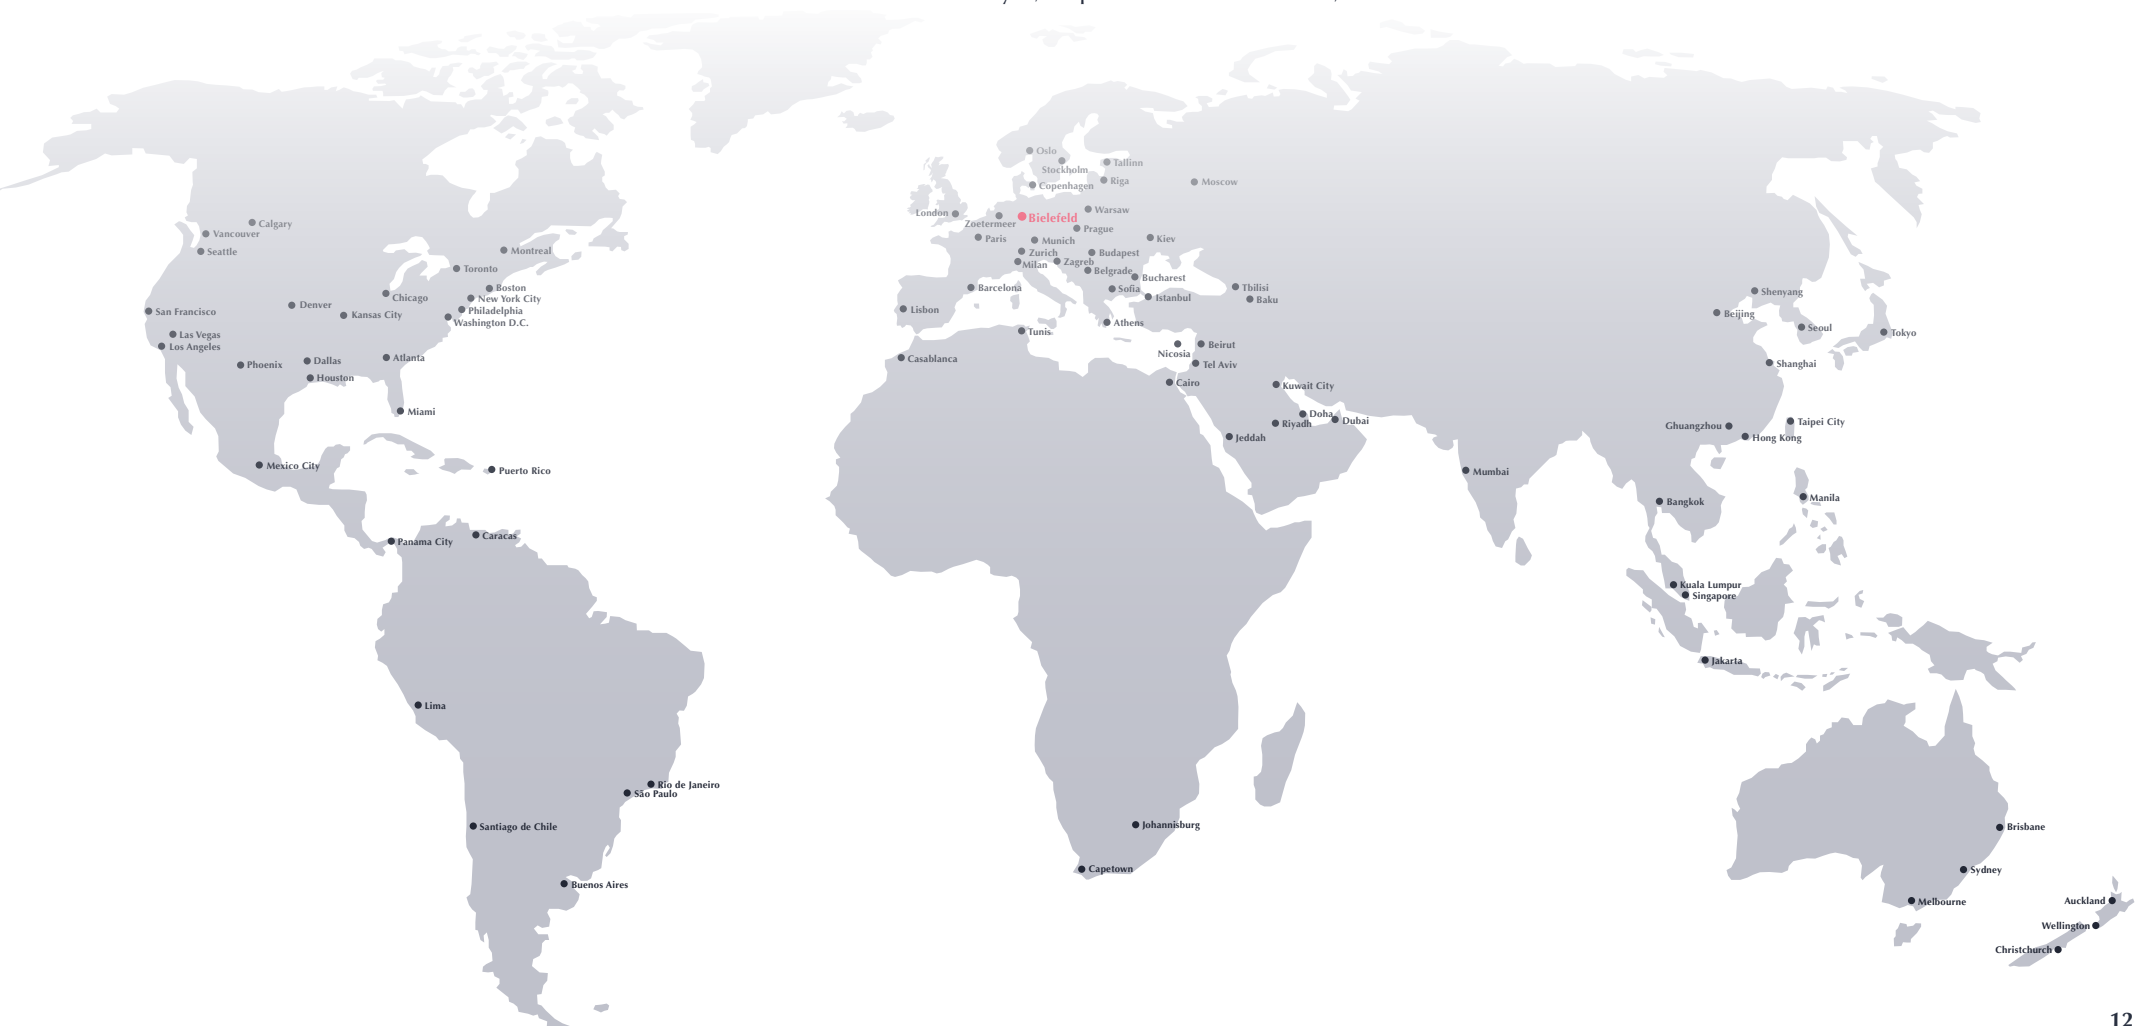 Oslo
Stockholm
Tallinn
Riga
Copenhagen
Moscow
London
Zoetermeer
Bielefeld
Warsaw
Prague
Paris
Munich
Kiev
Zurich
Budapest
Milan
Zagreb
Belgrade
Bucharest
Barcelona
Sofia
Istanbul
Tbilisi
Baku
Lisbon
Athens
Tunis
Casablanca
Nicosia
Beirut
Tel Aviv
Cairo
Kuwait City
Doha
Dubai
Riyadh
Jeddah
Calgary
Vancouver
Seattle
Montreal
Toronto
Boston
Chicago
New York City
Denver
Philadelphia
San Francisco
Kansas City
Washington D.C.
Las Vegas
Los Angeles
Phoenix
Dallas
Atlanta
Houston
Miami
Mexico City
Puerto Rico
Panama City
Caracas
Lima
Rio de Janeiro
São Paulo
Santiago de Chile
Buenos Aires
Johannisburg
Capetown
Shenyang
Beijing
Seoul
Tokyo
Shanghai
Ghuangzhou
Taipei City
Hong Kong
Mumbai
Bangkok
Manila
Kuala Lumpur
Singapore
Jakarta
Brisbane
Sydney
Melbourne
Auckland
Wellington
Christchurch
12